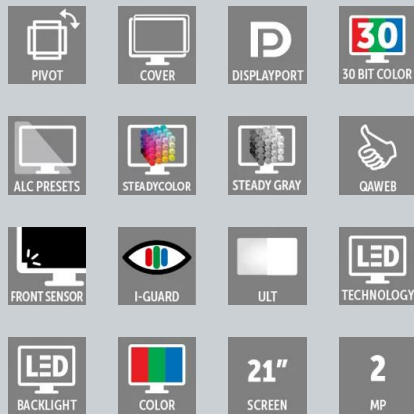 PIVOT
COVER
D
DISPLAYPORT
30
30 BIT COLOR
ALC PRESETS
STEADYCOLOR
STEADY GRAY
QAWEB
FRONT SENSOR
I-GUARD
ULT
LED
TECHNOLOGY
LED
BACKLIGHT
COLOR
21"
SCREEN
2
MP